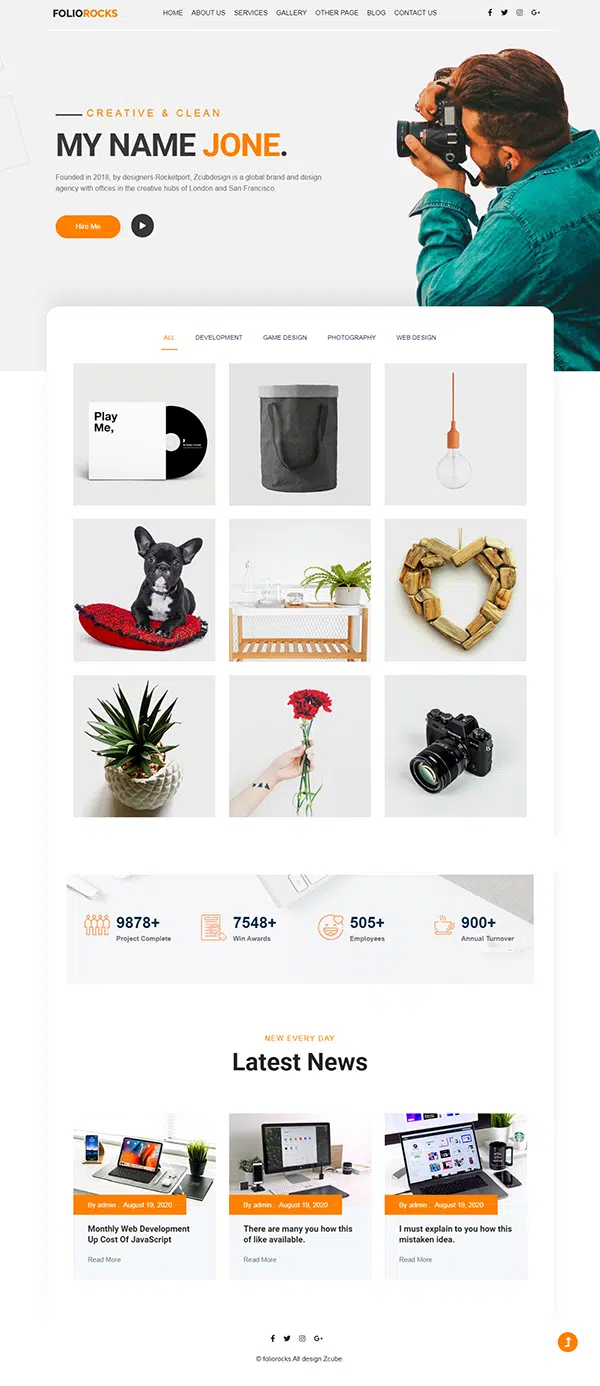 FOLIOROCKS
HOME ABOUT US SERVICES GALLERY OTHER PAGE BLOG CONTACT US
CREATIVE & CLEAN
MY NAME JONE.
Founded in 2018, by designers Rocketport, Zcubdesign is a global brand and design
agency with offices in the creative hubs of London and San Francisco.
Hire Me
ALL DEVELOPMENT GAME DESIGN PHOTOGRAPHY WEB DESIGN
Play
Me,
9878+
Project Complete
7548+
Win Awards
505+
Employees
900+
Annual Turnover
NEW EVERY DAY
Latest News
By admin . August 19, 2020
Monthly Web Development
Up Cost Of JavaScript
Read More
By admin . August 19, 2020
There are many you how this
of like available.
Read More
By admin . August 19, 2020
I must explain to you how this
mistaken idea.
Read More
© foliorocks All design Zcube.